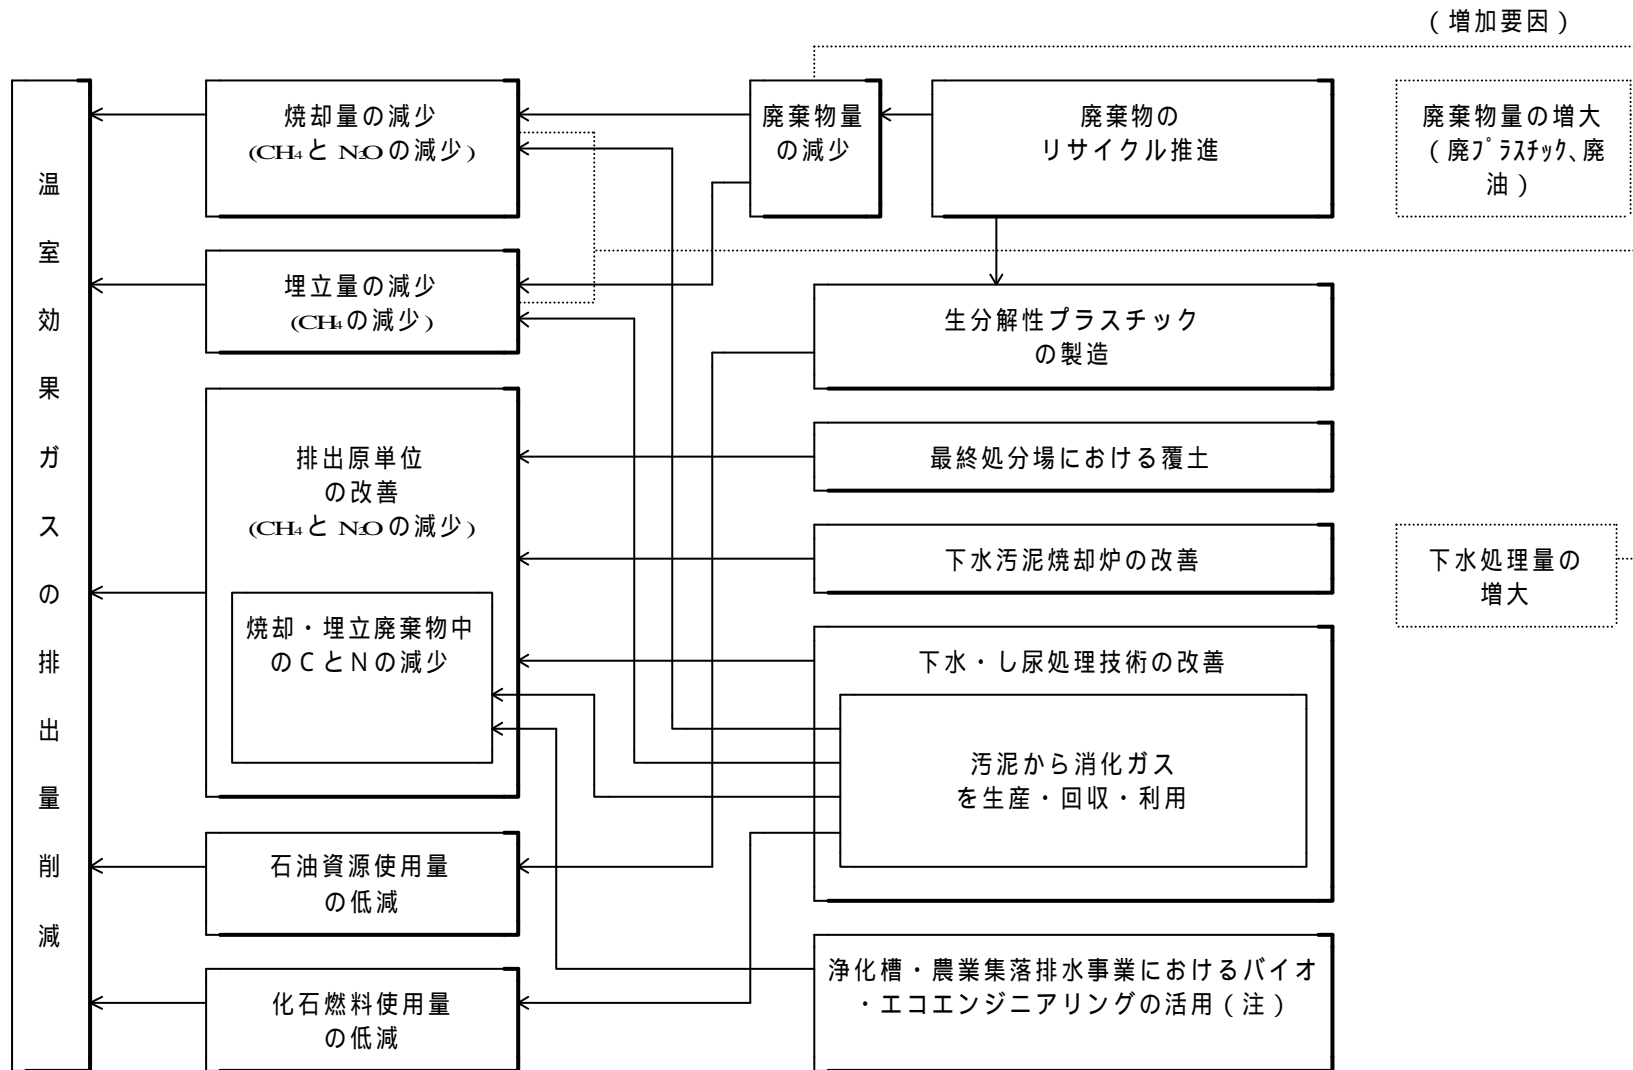 （増加要因）
焼却量の減少
(CH₄とN₂Oの減少)
廃棄物量
の減少
廃棄物の
リサイクル推進
廃棄物量の増大
（廃ﾌﾟﾗｽﾁｯｸ、廃
油）
温室効果ガスの排出量削減
埋立量の減少
(CH₄の減少)
生分解性プラスチック
の製造
排出原単位
の改善
(CH₄とN₂Oの減少)
最終処分場における覆土
下水汚泥焼却炉の改善
下水処理量の
増大
焼却・埋立廃棄物中
のＣとＮの減少
下水・し尿処理技術の改善
汚泥から消化ガス
を生産・回収・利用
石油資源使用量
の低減
浄化槽・農業集落排水事業におけるバイオ
・エコエンジニアリングの活用（注）
化石燃料使用量
の低減